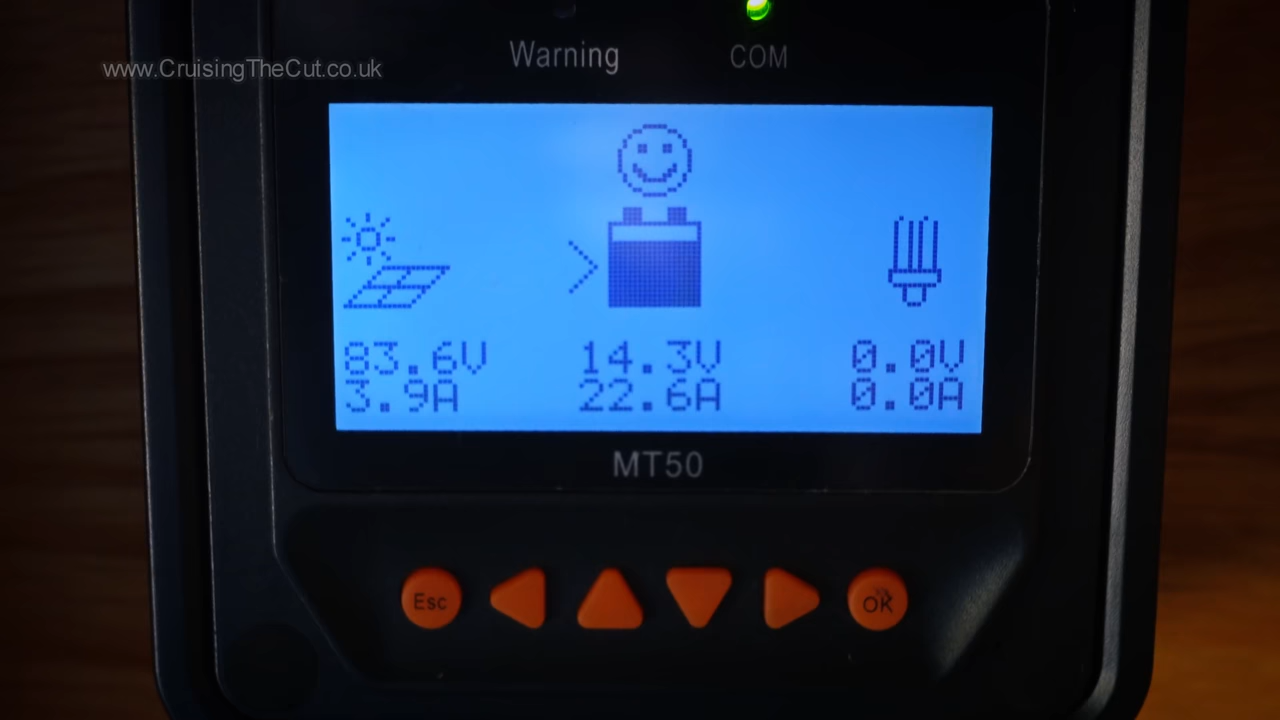 Warning
COM
www.CruisingTheCut.co.uk
83.6V
14.3V
0.0V
3.9A
22.6A
0.0A
MT50
Esc
OK